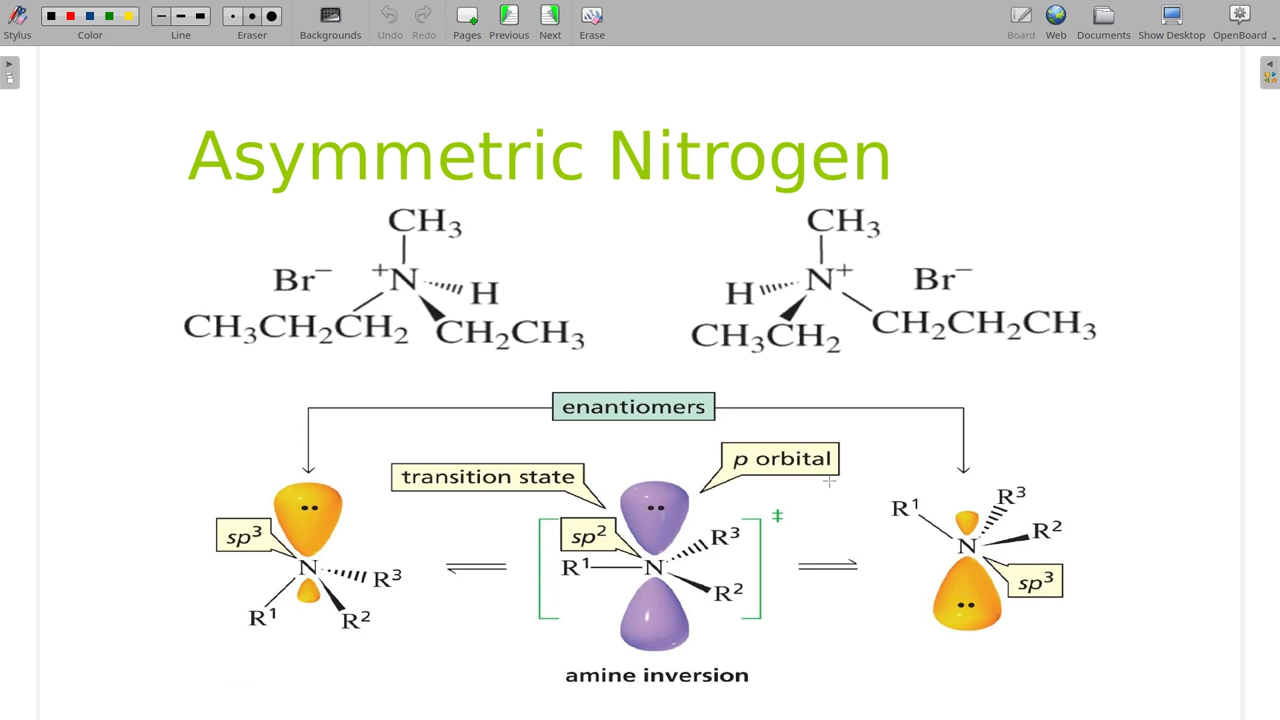 Stylus Color Line Eraser Backgrounds Undo Redo Pages Previous Next Erase Board Web Documents Show Desktop OpenBoard
Asymmetric Nitrogen
CH₃
Br⁻ ⁺N H
CH₃CH₂CH₂ CH₂CH₃
CH₃
H N⁺ Br⁻
CH₃CH₂ CH₂CH₂CH₃
enantiomers
transition state
p orbital
sp³
N R³
R¹ R²
sp²
R¹ N R³
R²
‡
R¹ R³
N R²
sp³
amine inversion